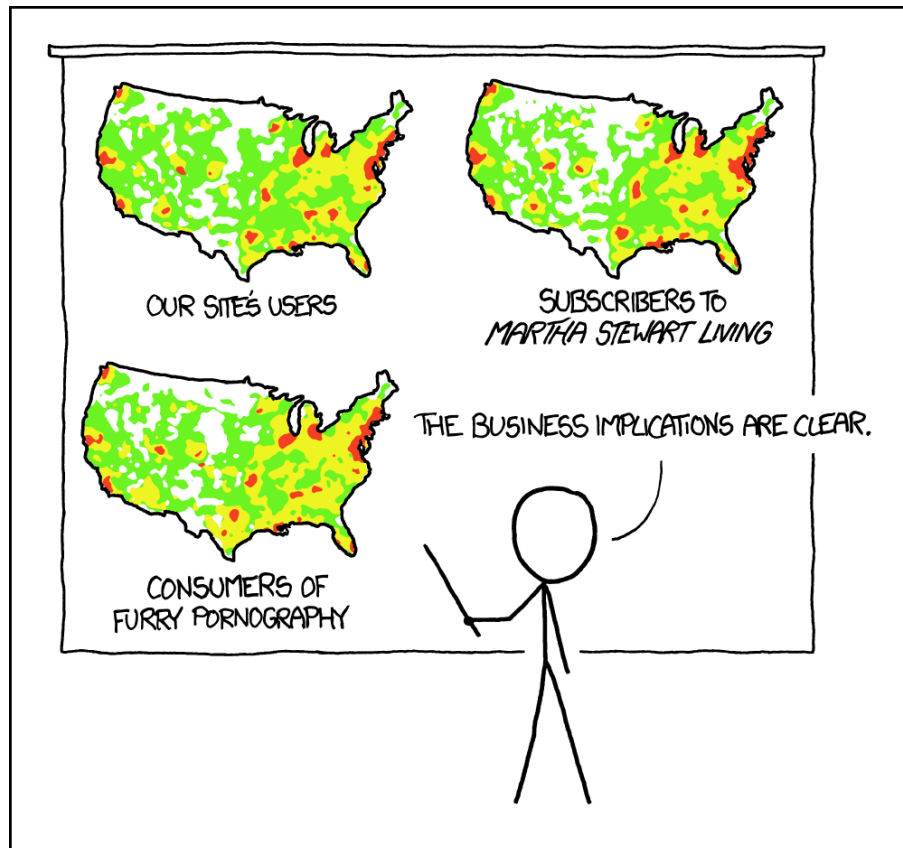 OUR SITE'S USERS
SUBSCRIBERS TO
MARTHA STEWART LIVING
THE BUSINESS IMPLICATIONS ARE CLEAR.
CONSUMERS OF
FURRY PORNOGRAPHY